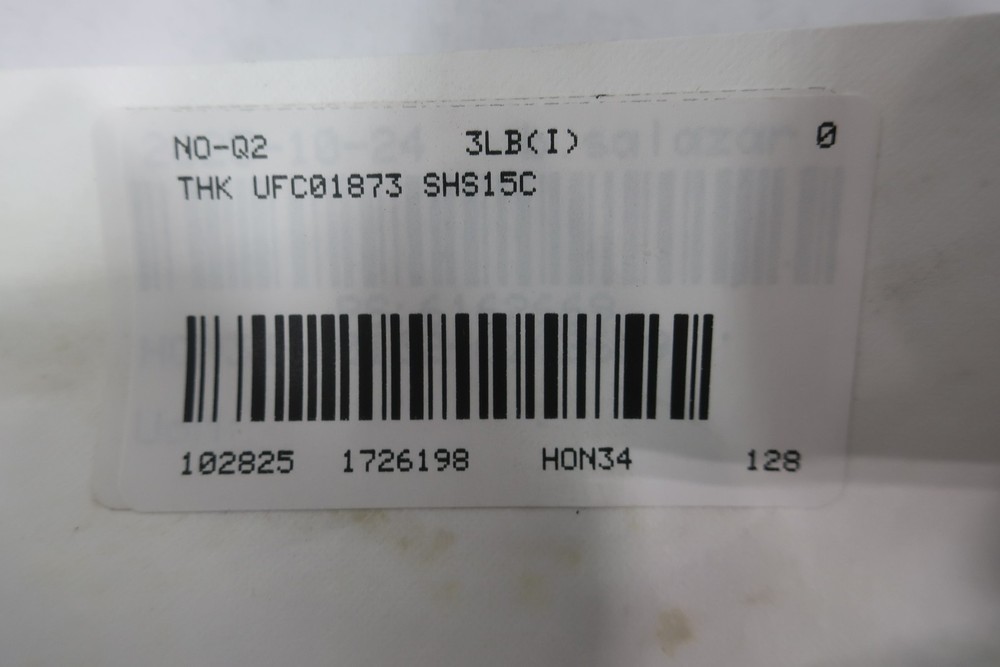 NO-Q2 3LB(I) 0
THK UFC01873 SHS15C
102825 1726198 HON34 128